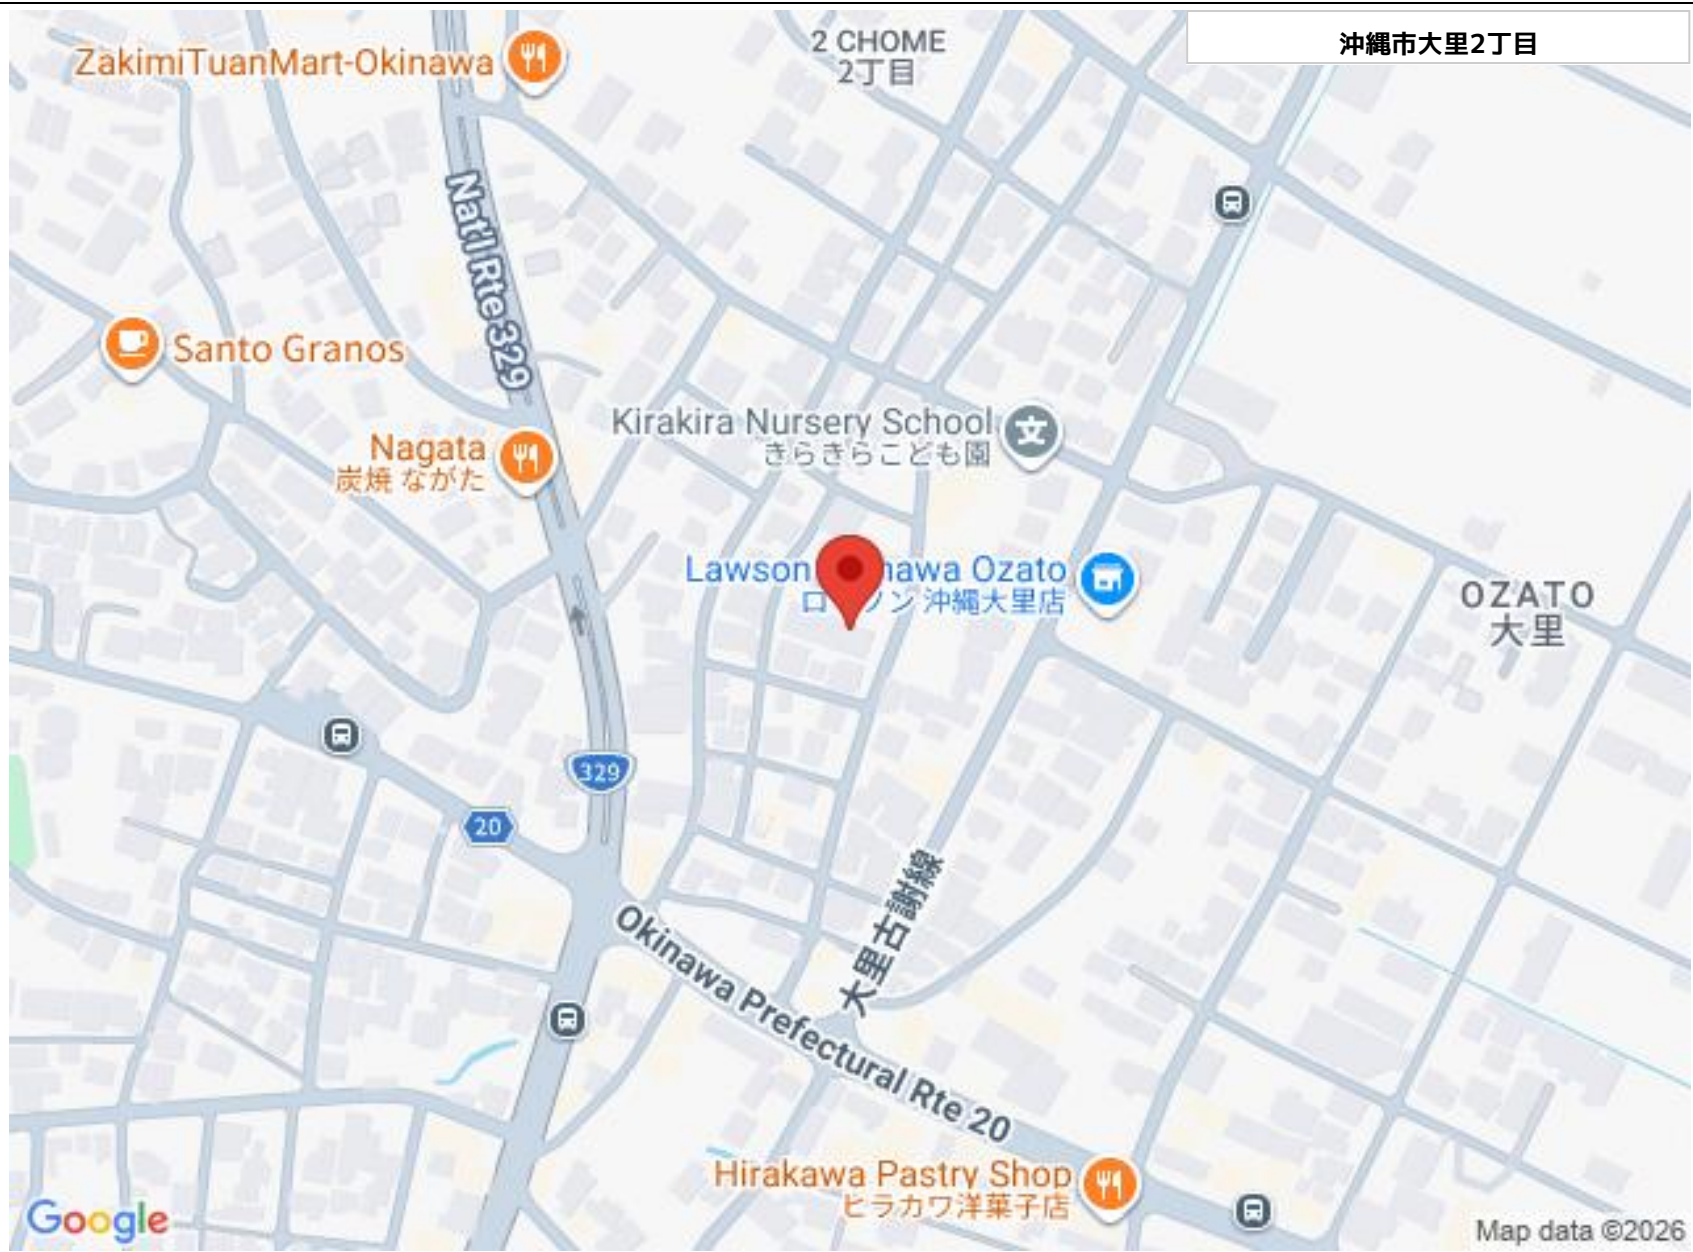 沖縄市大里2丁目
2 CHOME
2丁目
ZakimiTuanMart-Okinawa
Nat'l Rte 329
Santo Granos
Kirakira Nursery School
きらきらこども園
Nagata
炭焼 ながた
Lawson
nawa Ozato
ン 沖縄大里店
OZATO
大里
329
20
大里古謝線
Okinawa Prefectural Rte 20
Hirakawa Pastry Shop
ヒラカワ洋菓子店
Google
Map data ©2026